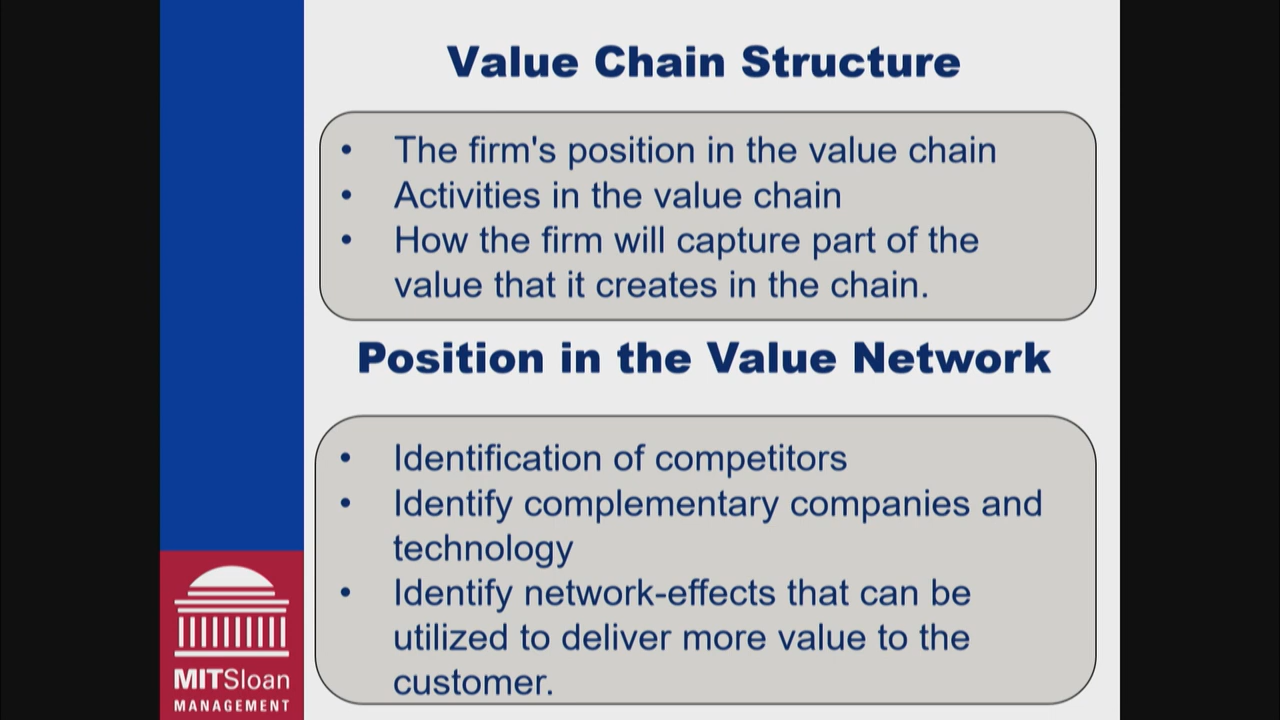 Value Chain Structure
• The firm's position in the value chain
• Activities in the value chain
• How the firm will capture part of the
value that it creates in the chain.
Position in the Value Network
• Identification of competitors
• Identify complementary companies and
technology
• Identify network-effects that can be
utilized to deliver more value to the
customer.
MITSloan
MANAGEMENT